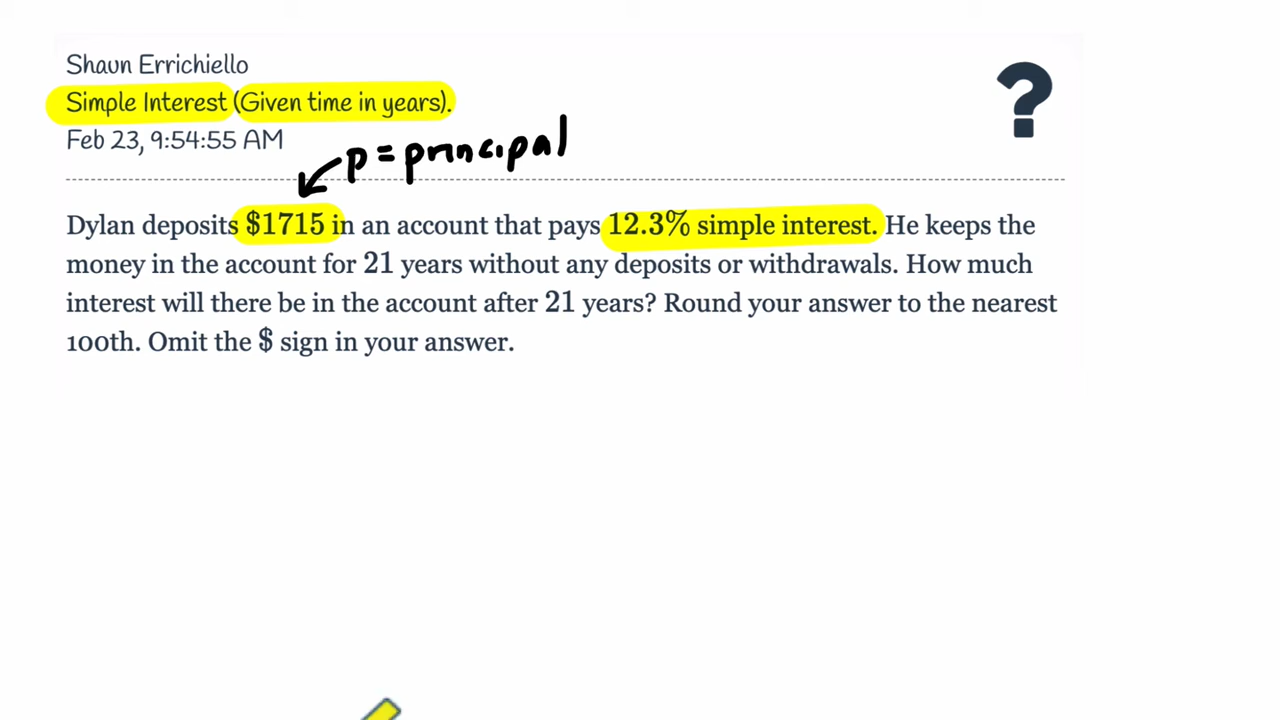 Shaun Errichiello
Simple Interest (Given time in years).
Feb 23, 9:54:55 AM
p = principal
?
Dylan deposits $1715 in an account that pays 12.3% simple interest. He keeps the
money in the account for 21 years without any deposits or withdrawals. How much
interest will there be in the account after 21 years? Round your answer to the nearest
100th. Omit the $ sign in your answer.